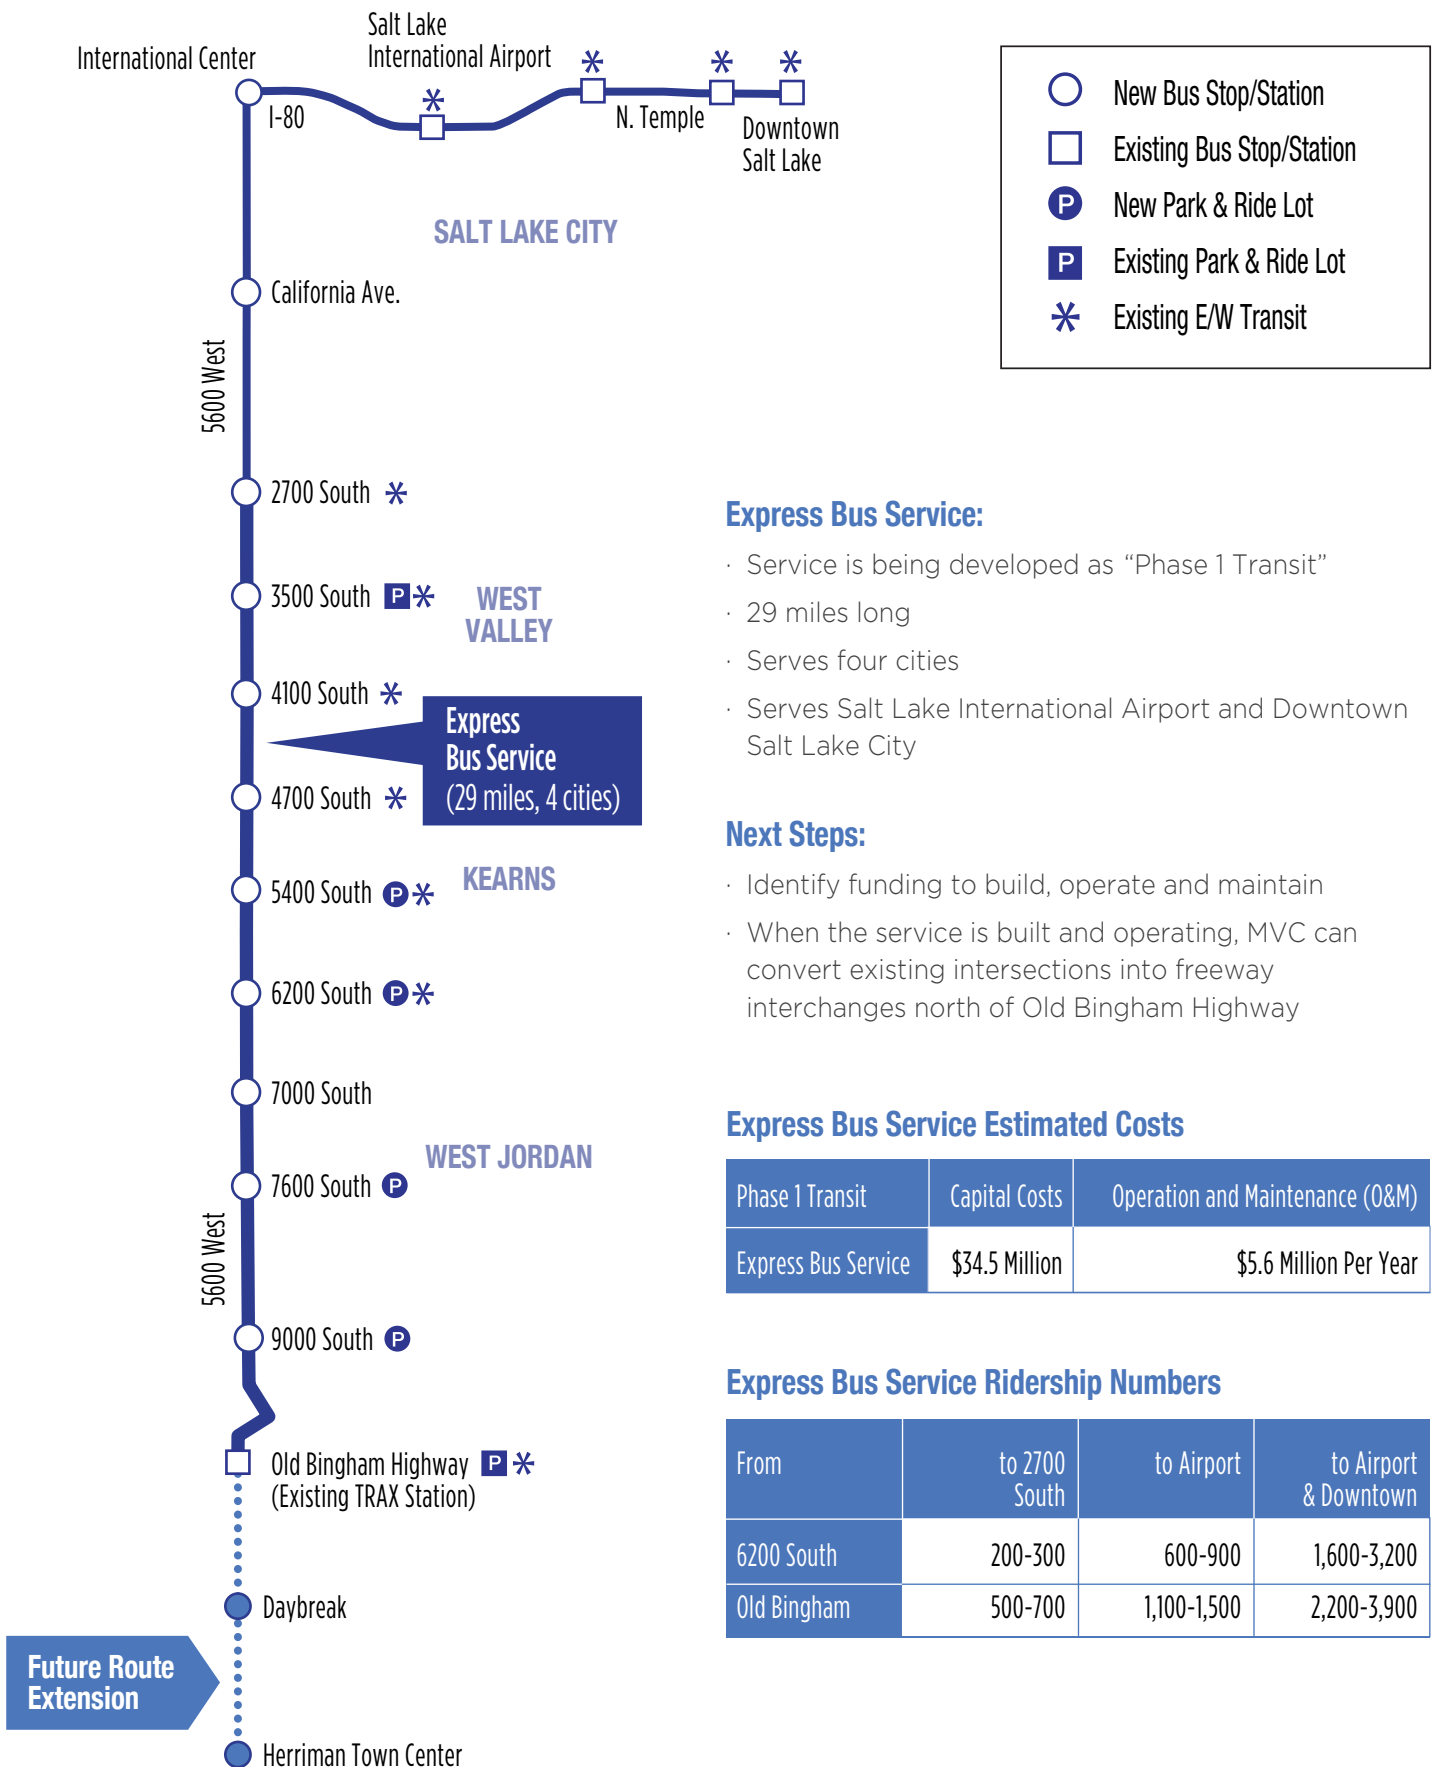 International Center
Salt Lake
International Airport
I-80
N. Temple
Downtown
Salt Lake
SALT LAKE CITY
California Ave.
5600 West
2700 South
3500 South P
WEST
VALLEY
4100 South
Express
Bus Service
(29 miles, 4 cities)
4700 South
KEARNS
5400 South P
6200 South P
7000 South
WEST JORDAN
7600 South P
5600 West
9000 South P
Old Bingham Highway P
(Existing TRAX Station)
Daybreak
Future Route
Extension
Herriman Town Center
New Bus Stop/Station
Existing Bus Stop/Station
P New Park & Ride Lot
P Existing Park & Ride Lot
Existing E/W Transit
Express Bus Service:
· Service is being developed as “Phase 1 Transit”
· 29 miles long
· Serves four cities
· Serves Salt Lake International Airport and Downtown
Salt Lake City
Next Steps:
· Identify funding to build, operate and maintain
· When the service is built and operating, MVC can
convert existing intersections into freeway
interchanges north of Old Bingham Highway
Express Bus Service Estimated Costs
Phase 1 Transit Capital Costs Operation and Maintenance (O&M)
Express Bus Service $34.5 Million $5.6 Million Per Year
Express Bus Service Ridership Numbers
From to 2700 to Airport to Airport
South & Downtown
6200 South 200-300 600-900 1,600-3,200
Old Bingham 500-700 1,100-1,500 2,200-3,900